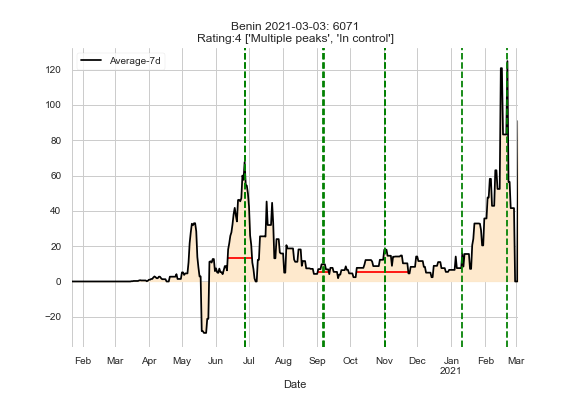 Benin 2021-03-03: 6071
Rating:4 ['Multiple peaks', 'In control']
Average-7d
120
100
80
60
40
20
0
−20
Feb Mar Apr May Jun Jul Aug Sep Oct Nov Dec Jan Feb Mar
2021
Date